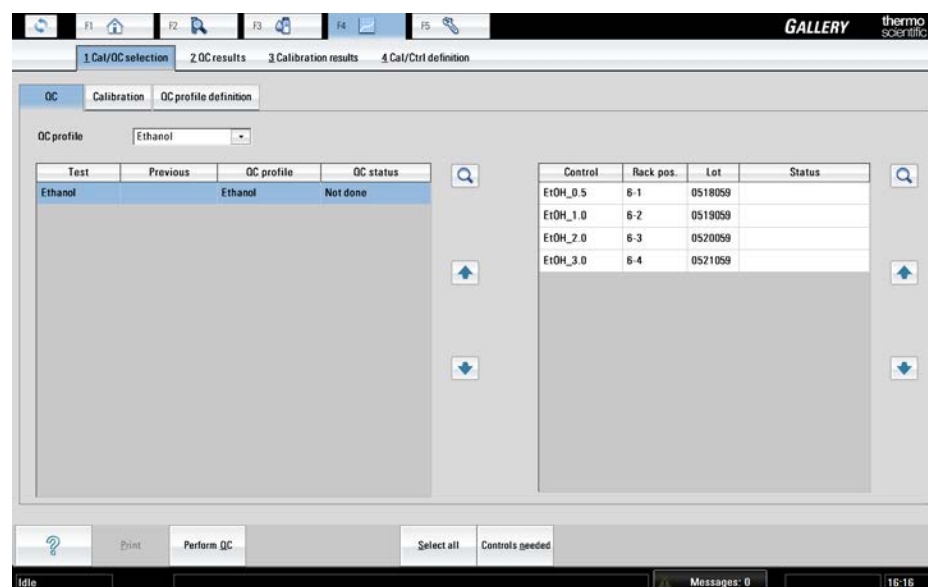 F1 F2 F3 F4 F5 GALLERY thermo scientific
1 Cal/QC selection 2 QC results 3 Calibration results 4 Cal/Ctrl definition
QC Calibration QC profile definition
QC profile Ethanol
Test Previous QC profile QC status Control Rack pos. Lot Status
Ethanol Ethanol Not done EtOH_0.5 6-1 0518059
EtOH_1.0 6-2 0519059
EtOH_2.0 6-3 0520059
EtOH_3.0 6-4 0521059
? Print Perform QC Select all Controls needed
Idle Messages: 0 16:16